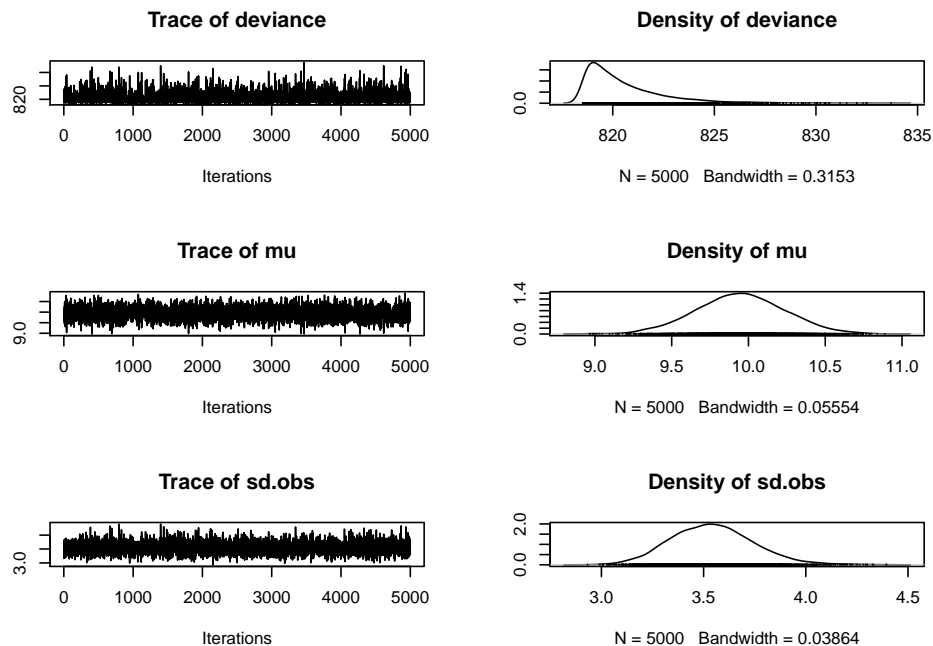 Trace of deviance
820
0 1000 2000 3000 4000 5000
Iterations
Density of deviance
0.0
820 825 830 835
N = 5000 Bandwidth = 0.3153
Trace of mu
9.0
0 1000 2000 3000 4000 5000
Iterations
Density of mu
0.0 1.4
9.0 9.5 10.0 10.5 11.0
N = 5000 Bandwidth = 0.05554
Trace of sd.obs
3.0
0 1000 2000 3000 4000 5000
Iterations
Density of sd.obs
0.0 2.0
3.0 3.5 4.0 4.5
N = 5000 Bandwidth = 0.03864